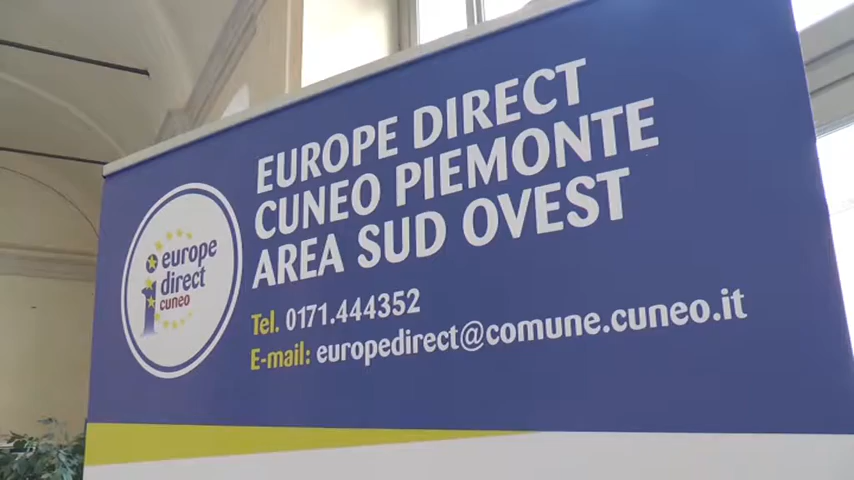 europe
direct
cuneo
EUROPE DIRECT
CUNEO PIEMONTE
AREA SUD OVEST
Tel. 0171.444352
E-mail: europedirect@comune.cuneo.it